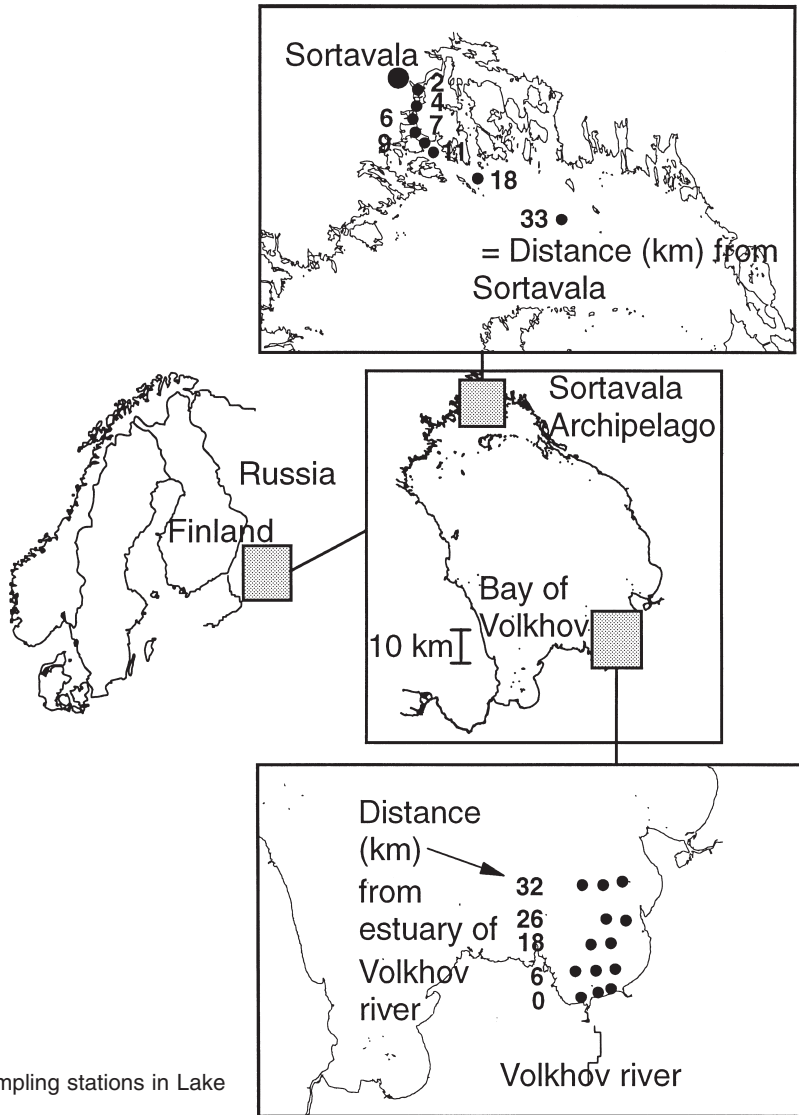 Sortavala
2
4
6
7
9
11
18
33
= Distance (km) from
Sortavala
Sortavala
Archipelago
Russia
Finland
Bay of
Volkhov
10 km
Distance
(km)
from
estuary of
Volkhov
river
32
26
18
6
0
Volkhov river
mpling stations in Lake